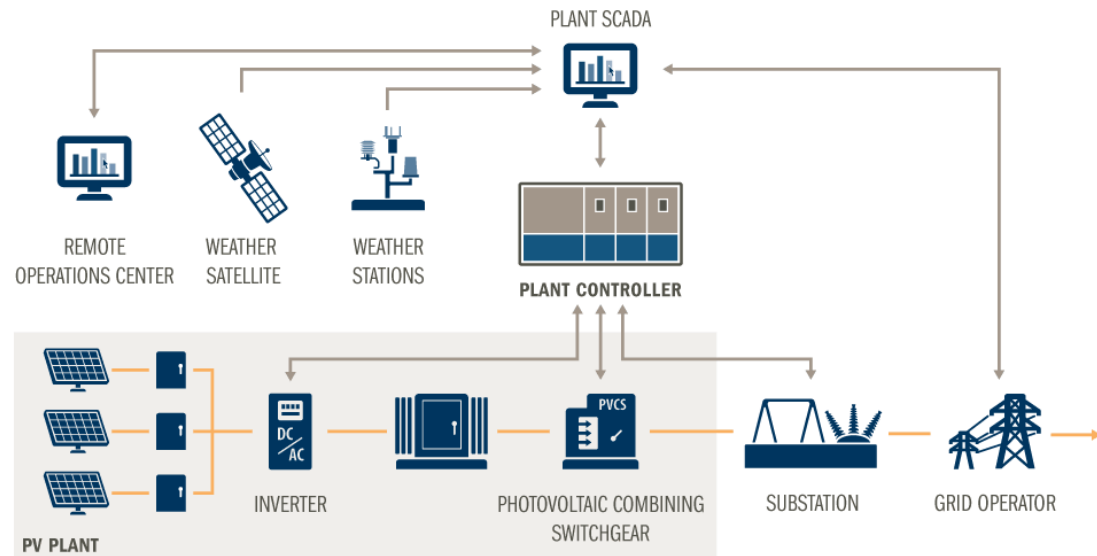 PLANT SCADA
REMOTE
OPERATIONS CENTER
WEATHER
SATELLITE
WEATHER
STATIONS
PLANT CONTROLLER
PVCS
DC
/
AC
INVERTER
PHOTOVOLTAIC COMBINING
SWITCHGEAR
SUBSTATION
GRID OPERATOR
PV PLANT